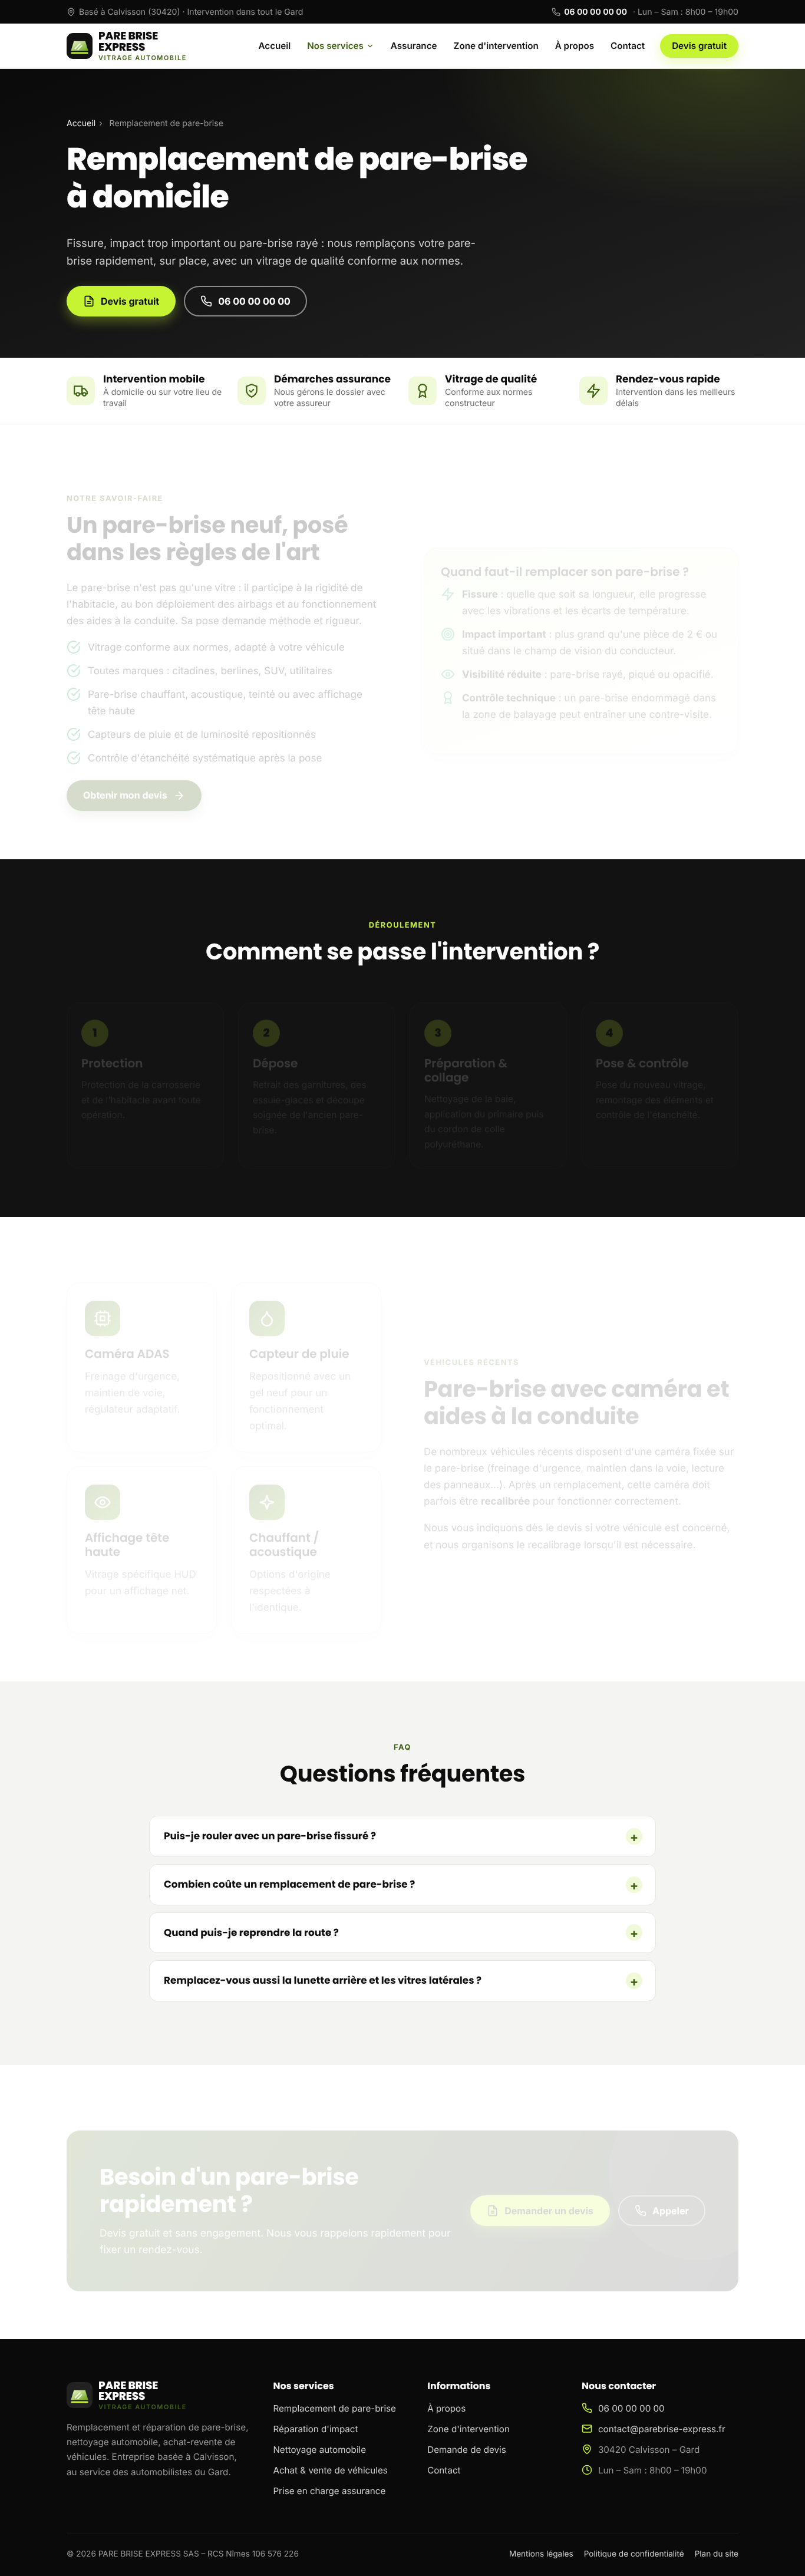 Basé à Calvisson (30420) · Intervention dans tout le Gard
06 00 00 00 00 · Lun – Sam : 8h00 – 19h00
PARE BRISE
EXPRESS
VITRAGE AUTOMOBILE
Accueil
Nos services
Assurance
Zone d'intervention
À propos
Contact
Devis gratuit
Accueil › Remplacement de pare-brise
Remplacement de pare-brise
à domicile
Fissure, impact trop important ou pare-brise rayé : nous remplaçons votre pare-
brise rapidement, sur place, avec un vitrage de qualité conforme aux normes.
Devis gratuit
06 00 00 00 00
Intervention mobile
À domicile ou sur votre lieu de
travail
Démarches assurance
Nous gérons le dossier avec
votre assureur
Vitrage de qualité
Conforme aux normes
constructeur
Rendez-vous rapide
Intervention dans les meilleurs
délais
NOTRE SAVOIR-FAIRE
Un pare-brise neuf, posé
dans les règles de l'art
Le pare-brise n'est pas qu'une vitre : il participe à la rigidité de
l'habitacle, au bon déploiement des airbags et au fonctionnement
des aides à la conduite. Sa pose demande méthode et rigueur.
Vitrage conforme aux normes, adapté à votre véhicule
Toutes marques : citadines, berlines, SUV, utilitaires
Pare-brise chauffant, acoustique, teinté ou avec affichage
tête haute
Capteurs de pluie et de luminosité repositionnés
Contrôle d'étanchéité systématique après la pose
Obtenir mon devis
Quand faut-il remplacer son pare-brise ?
Fissure : quelle que soit sa longueur, elle progresse
avec les vibrations et les écarts de température.
Impact important : plus grand qu'une pièce de 2 € ou
situé dans le champ de vision du conducteur.
Visibilité réduite : pare-brise rayé, piqué ou opacifié.
Contrôle technique : un pare-brise endommagé dans
la zone de balayage peut entraîner une contre-visite.
DÉROULEMENT
Comment se passe l'intervention ?
1
Protection
Protection de la carrosserie
et de l'habitacle avant toute
opération.
2
Dépose
Retrait des garnitures, des
essuie-glaces et découpe
soignée de l'ancien pare-
brise.
3
Préparation &
collage
Nettoyage de la baie,
application du primaire puis
du cordon de colle
polyuréthane.
4
Pose & contrôle
Pose du nouveau vitrage,
remontage des éléments et
contrôle de l'étanchéité.
Caméra ADAS
Freinage d'urgence,
maintien de voie,
régulateur adaptatif.
Capteur de pluie
Repositionné avec un
gel neuf pour un
fonctionnement
optimal.
Affichage tête
haute
Vitrage spécifique HUD
pour un affichage net.
Chauffant /
acoustique
Options d'origine
respectées à
l'identique.
VÉHICULES RÉCENTS
Pare-brise avec caméra et
aides à la conduite
De nombreux véhicules récents disposent d'une caméra fixée sur
le pare-brise (freinage d'urgence, maintien dans la voie, lecture
des panneaux…). Après un remplacement, cette caméra doit
parfois être recalibrée pour fonctionner correctement.
Nous vous indiquons dès le devis si votre véhicule est concerné,
et nous organisons le recalibrage lorsqu'il est nécessaire.
FAQ
Questions fréquentes
Puis-je rouler avec un pare-brise fissuré ?
Combien coûte un remplacement de pare-brise ?
Quand puis-je reprendre la route ?
Remplacez-vous aussi la lunette arrière et les vitres latérales ?
Besoin d'un pare-brise
rapidement ?
Devis gratuit et sans engagement. Nous vous rappelons rapidement pour
fixer un rendez-vous.
Demander un devis
Appeler
PARE BRISE
EXPRESS
VITRAGE AUTOMOBILE
Remplacement et réparation de pare-brise,
nettoyage automobile, achat-revente de
véhicules. Entreprise basée à Calvisson,
au service des automobilistes du Gard.
Nos services
Remplacement de pare-brise
Réparation d'impact
Nettoyage automobile
Achat & vente de véhicules
Prise en charge assurance
Informations
À propos
Zone d'intervention
Demande de devis
Contact
Nous contacter
06 00 00 00 00
contact@parebrise-express.fr
30420 Calvisson – Gard
Lun – Sam : 8h00 – 19h00
© 2026 PARE BRISE EXPRESS SAS – RCS Nîmes 106 576 226
Mentions légales
Politique de confidentialité
Plan du site